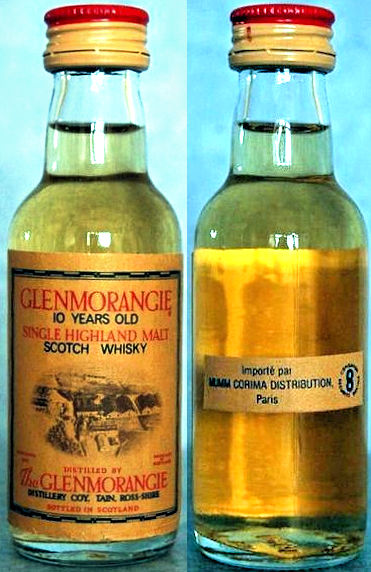 GLENMORANGIE
10 YEARS OLD
SINGLE HIGHLAND MALT
SCOTCH WHISKY
DISTILLED BY
The GLENMORANGIE
DISTILLERY COY, TAIN, ROSS-SHIRE
BOTTLED IN SCOTLAND
Importé par
MUMM CORIMA DISTRIBUTION,
Paris
8